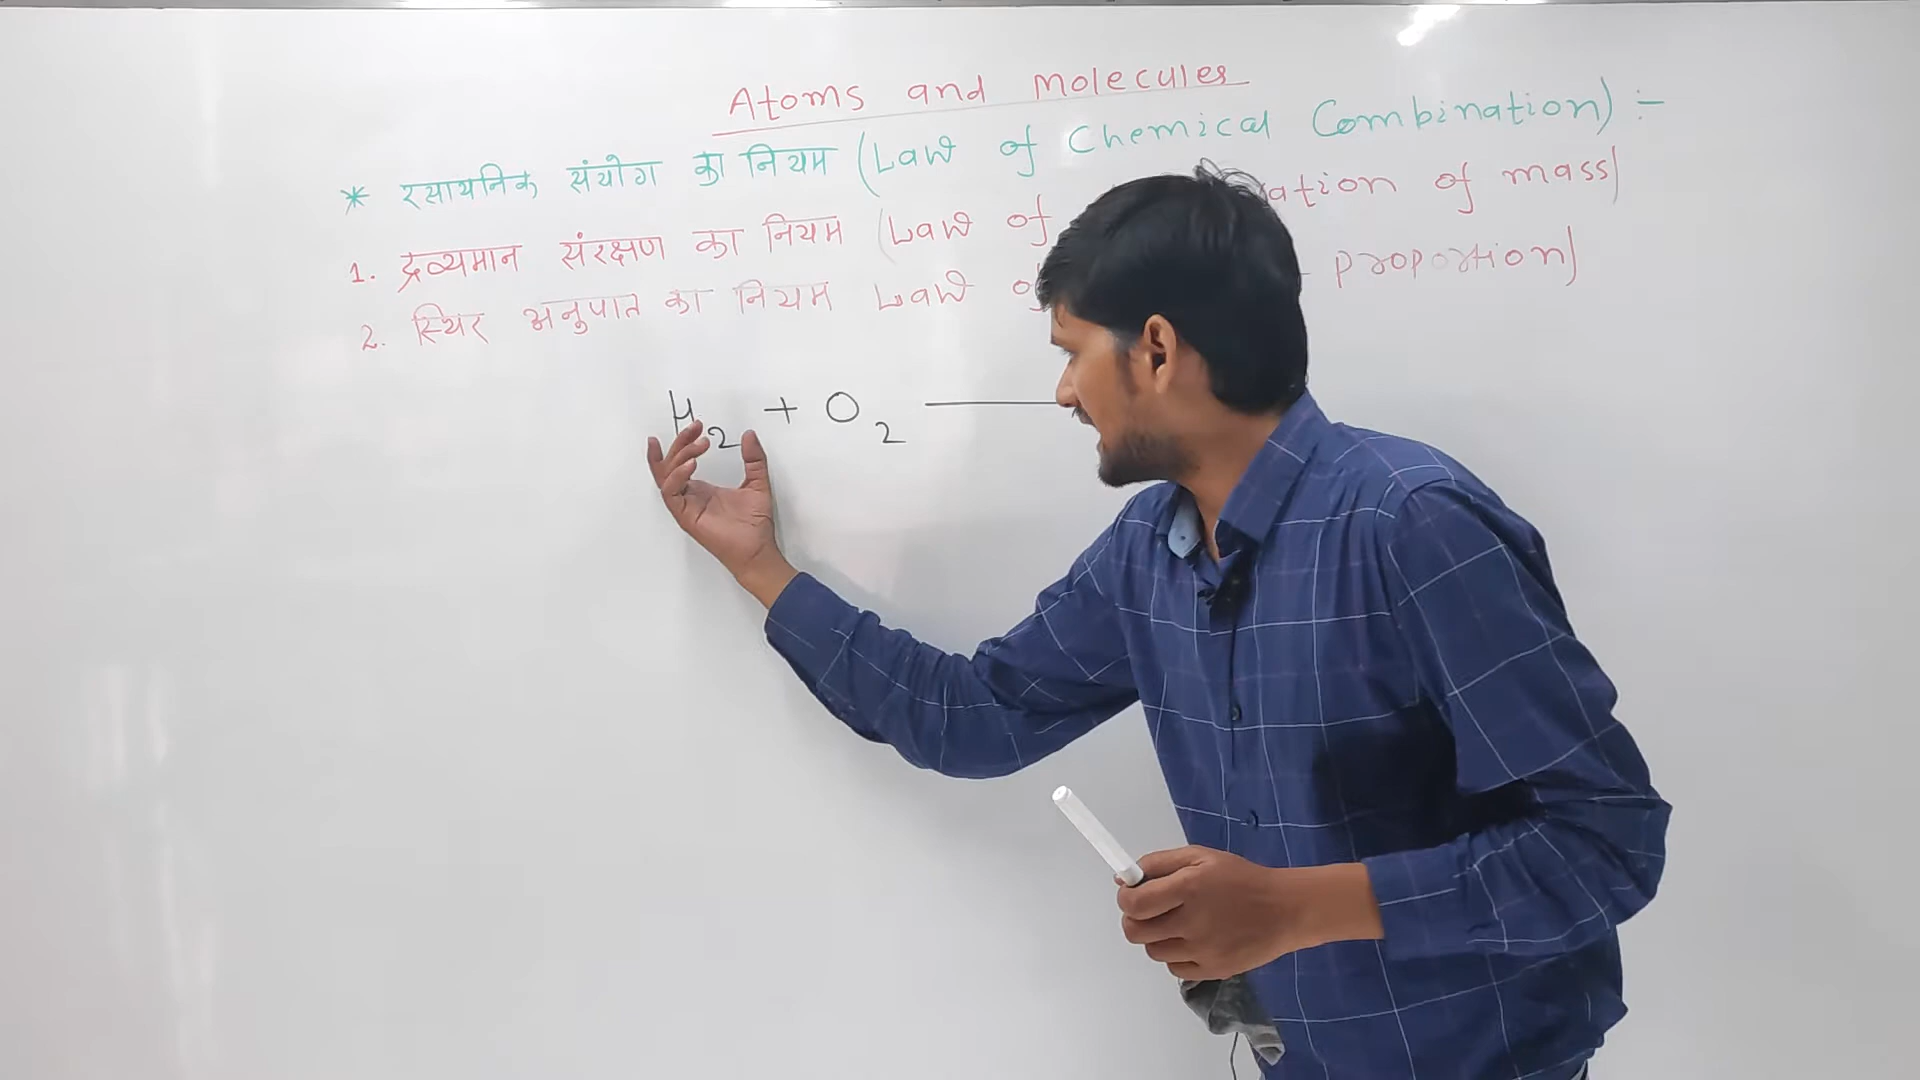 Atoms and Molecules
* रसायनिक संयोग का नियम (Law of Chemical Combination) :-
1. द्रव्यमान संरक्षण का नियम (Law of ation of mass)
2. स्थिर अनुपात का नियम Law of proportion)
H2 + O2